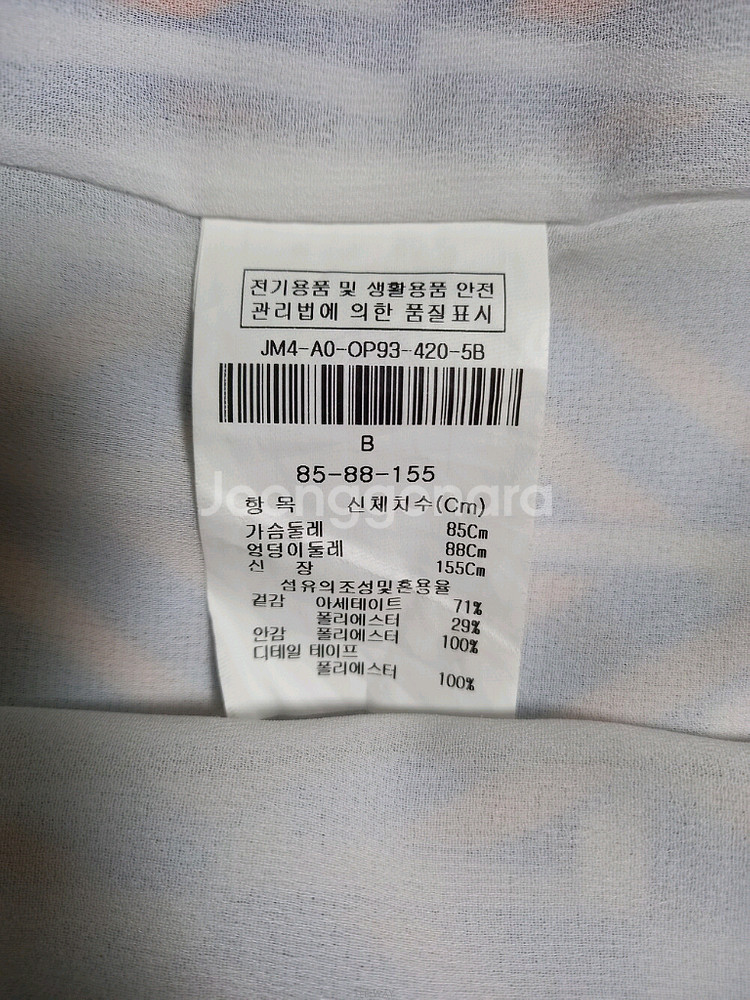 전기용품 및 생활용품 안전
관리법에 의한 품질표시
JM4-A0-OP93-420-5B
B
85-88-155
Joonggonara
항 목 신체치수(Cm)
가슴둘레 85Cm
엉덩이둘레 88Cm
신 장 155Cm
섬유의조성및혼용율
겉감 아세테이트 71%
폴리에스터 29%
안감 폴리에스터 100%
디테일 테이프
폴리에스터 100%